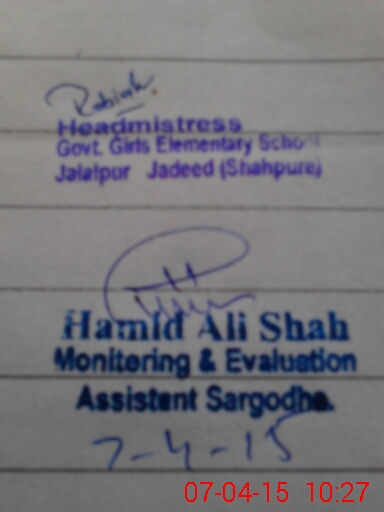 Rabiah.
Headmistress
Govt. Girls Elementary School
Jalalpur Jadeed (Shahpure)
Hamid Ali Shah
Monitoring & Evaluation
Assistant Sargodha.
7-4-15
07-04-15 10:27